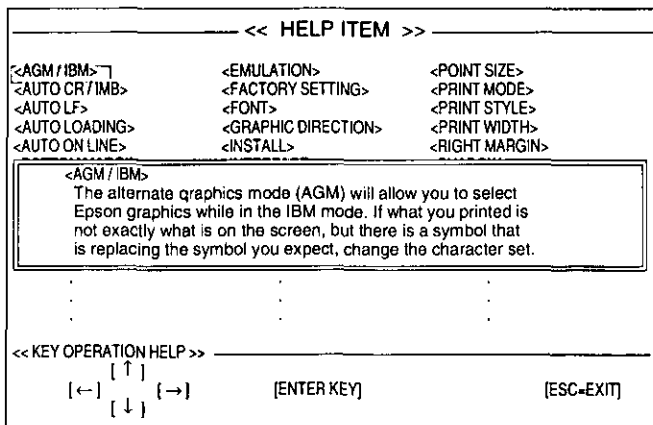 << HELP ITEM >>
<AGM / IBM> <EMULATION> <POINT SIZE>
<AUTO CR / IMB> <FACTORY SETTING> <PRINT MODE>
<AUTO LF> <FONT> <PRINT STYLE>
<AUTO LOADING> <GRAPHIC DIRECTION> <PRINT WIDTH>
<AUTO ON LINE> <INSTALL> <RIGHT MARGIN>
<AGM / IBM>
The alternate graphics mode (AGM) will allow you to select
Epson graphics while in the IBM mode. If what you printed is
not exactly what is on the screen, but there is a symbol that
is replacing the symbol you expect, change the character set.
<< KEY OPERATION HELP >>
[ ↑ ]
[ ← ] [ → ] [ENTER KEY] [ESC=EXIT]
[ ↓ ]